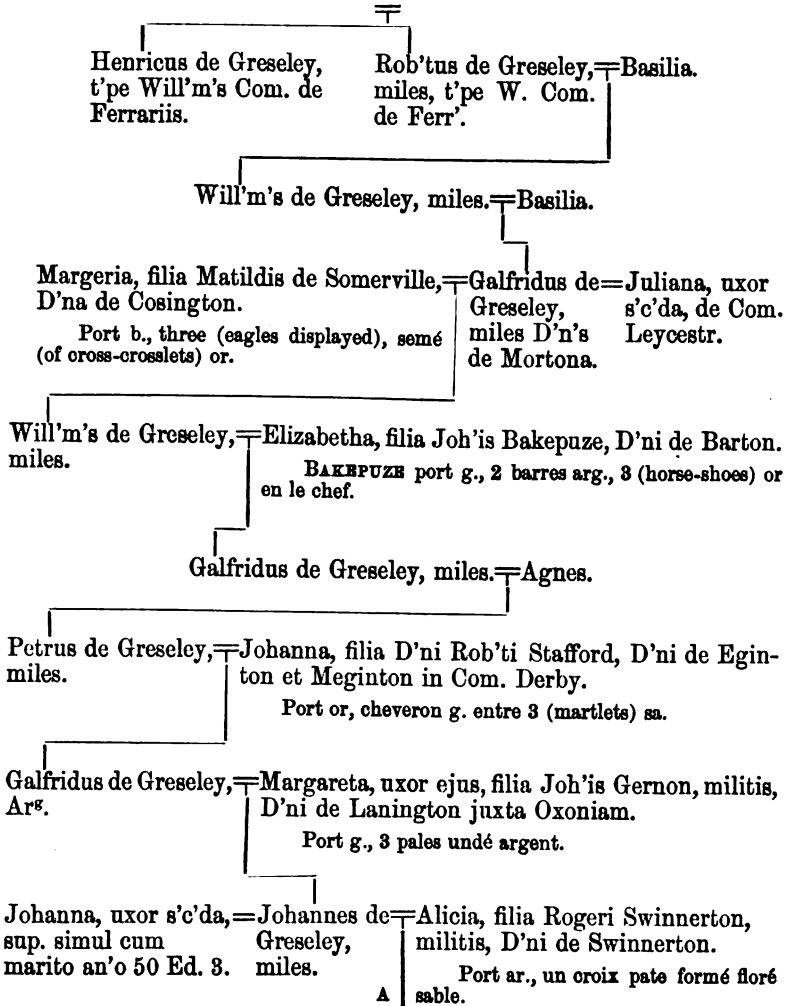 Henricus de Greseley,
t'pe Will'm's Com. de
Ferrariis.
Rob'tus de Greseley,=Basilia.
miles, t'pe W. Com.
de Ferr'.
Will'm's de Greseley, miles.=Basilia.
Margeria, filia Matildis de Somerville,=
D'na de Cosington.
Port b., three (eagles displayed), semé
(of cross-crosslets) or.
Galfridus de=
Greseley,
miles D'n's
de Mortona.
Juliana, uxor
s'c'da, de Com.
Leycestr.
Will'm's de Greseley,=
miles.
Elizabetha, filia Joh'is Bakepuze, D'ni de Barton.
BAKEPUZE port g., 2 barres arg., 3 (horse-shoes) or
en le chef.
Galfridus de Greseley, miles.=Agnes.
Petrus de Greseley,=
miles.
Johanna, filia D'ni Rob'ti Stafford, D'ni de Egin-
ton et Meginton in Com. Derby.
Port or, cheveron g. entre 3 (martlets) sa.
Galfridus de Greseley,=
Arg.
Margareta, uxor ejus, filia Joh'is Gernon, militis,
D'ni de Lanington juxta Oxoniam.
Port g., 3 pales undé argent.
Johanna, uxor s'c'da,=
sup. simul cum
marito an'o 50 Ed. 3.
Johannes de=
Greseley,
miles.
Alicia, filia Rogeri Swinnerton,
militis, D'ni de Swinnerton.
Port ar., un croix pate formé floré
sable.
A